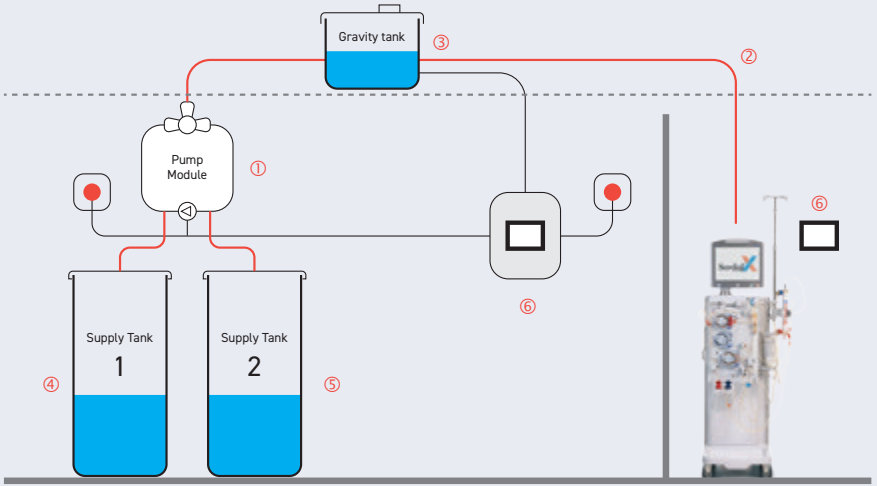 Gravity tank
③
②
Pump
Module
①
⑥
⑥
Supply Tank
1
Supply Tank
2
④
⑤